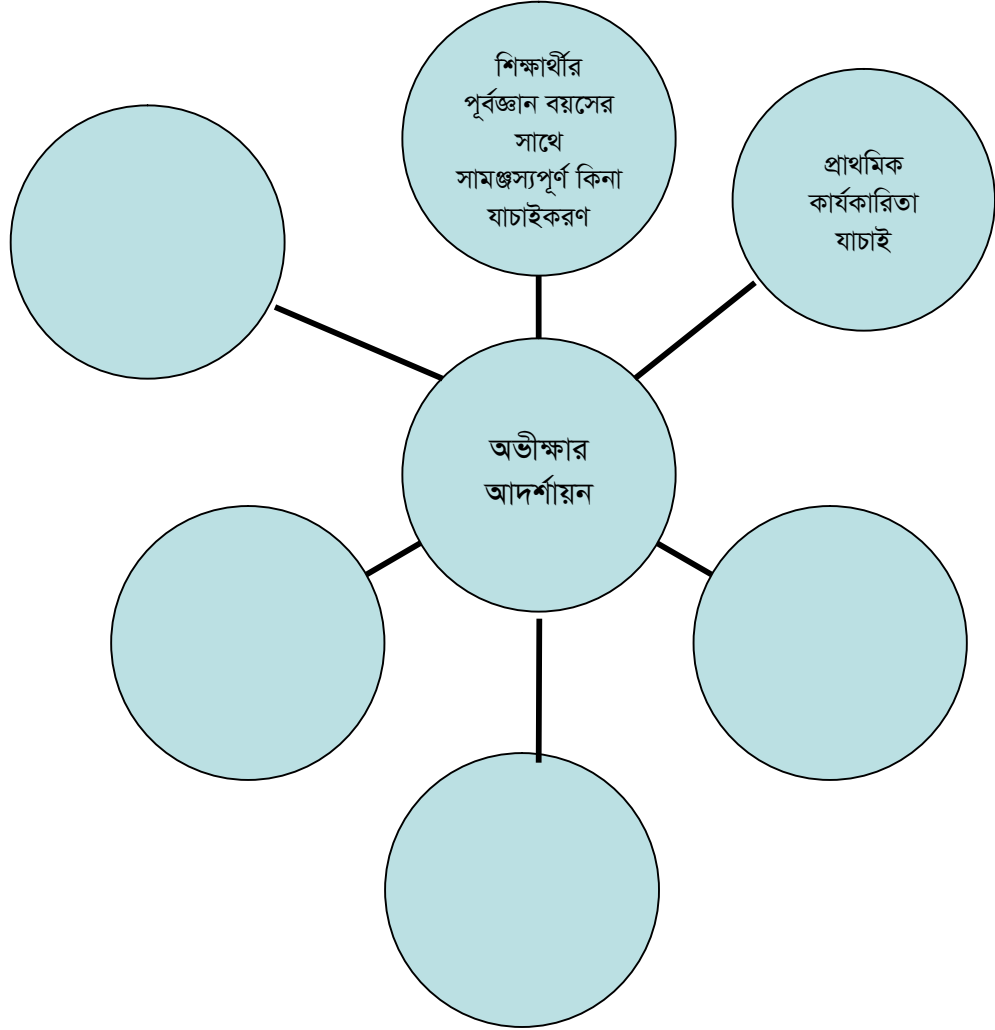 শিক্ষার্থীর
পূর্বজ্ঞান বয়সের
সাথে
সামঞ্জস্যপূর্ণ কিনা
যাচাইকরণ
প্রাথমিক
কার্যকারিতা
যাচাই
অভীক্ষার
আদর্শায়ন